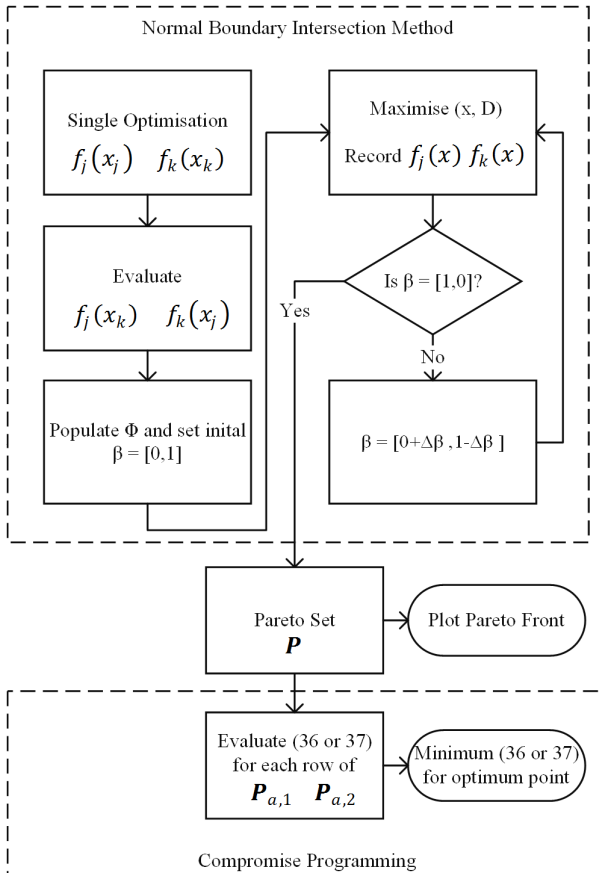 Normal Boundary Intersection Method
Single Optimisation
f_j(x_j) f_k(x_k)
Evaluate
f_j(x_k) f_k(x_j)
Populate Φ and set inital
β = [0,1]
Maximise (x, D)
Record f_j(x) f_k(x)
Is β = [1,0]?
Yes
No
β = [0+Δβ ,1-Δβ ]
Pareto Set
P
Plot Pareto Front
Evaluate (36 or 37)
for each row of
P_{a,1} P_{a,2}
Minimum (36 or 37)
for optimum point
Compromise Programming